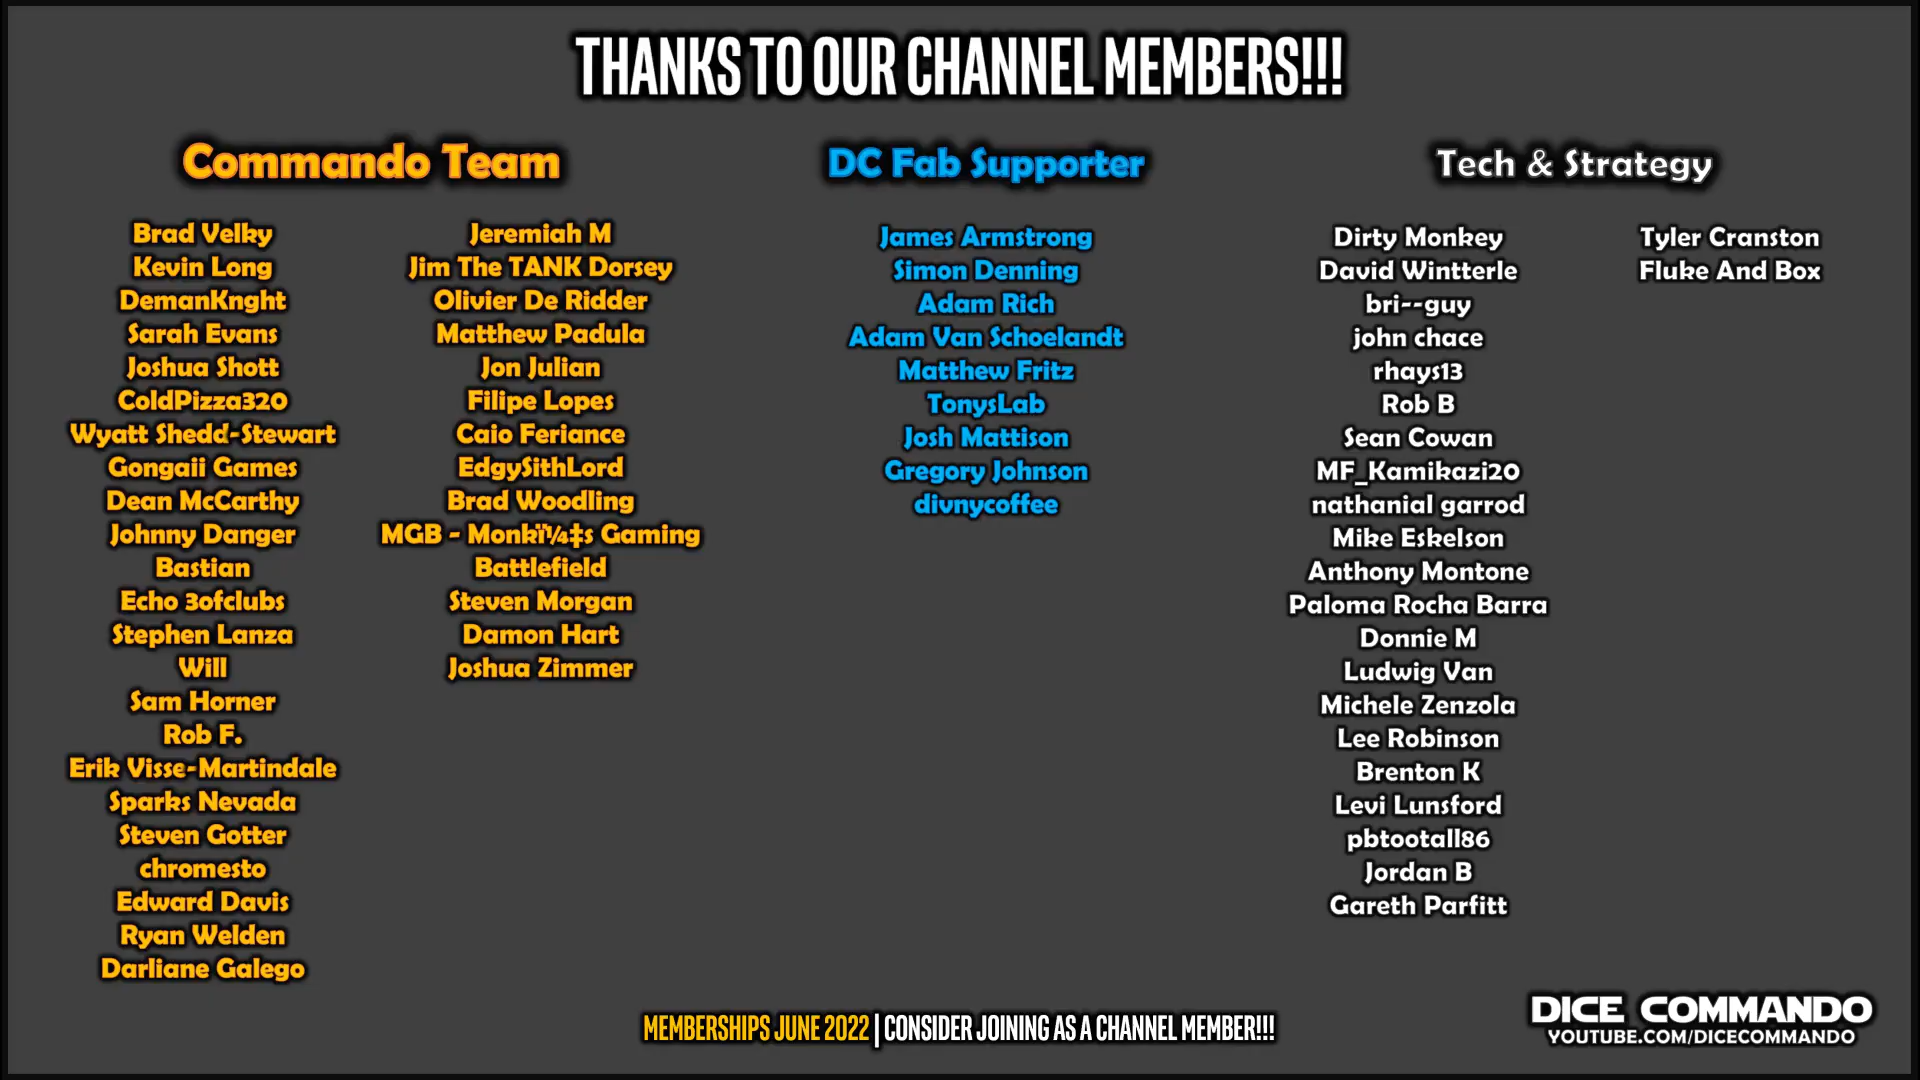 THANKS TO OUR CHANNEL MEMBERS!!!
Commando Team
Brad Velky
Kevin Long
DemanKnght
Sarah Evans
Joshua Shott
ColdPizza320
Wyatt Shedd-Stewart
Gongaii Games
Dean McCarthy
Johnny Danger
Bastian
Echo 3ofclubs
Stephen Lanza
Will
Sam Horner
Rob F.
Erik Visse-Martindale
Sparks Nevada
Steven Gotter
chromesto
Edward Davis
Ryan Welden
Darliane Galego
Jeremiah M
Jim The TANK Dorsey
Olivier De Ridder
Matthew Padula
Jon Julian
Filipe Lopes
Caio Feriance
EdgySithLord
Brad Woodling
MGB - Monkï¼‡s Gaming
Battlefield
Steven Morgan
Damon Hart
Joshua Zimmer
DC Fab Supporter
James Armstrong
Simon Denning
Adam Rich
Adam Van Schoelandt
Matthew Fritz
TonysLab
Josh Mattison
Gregory Johnson
divnycoffee
Tech & Strategy
Dirty Monkey
David Wintterle
bri--guy
john chace
rhays13
Rob B
Sean Cowan
MF_Kamikazi20
nathanial garrod
Mike Eskelson
Anthony Montone
Paloma Rocha Barra
Donnie M
Ludwig Van
Michele Zenzola
Lee Robinson
Brenton K
Levi Lunsford
pbtootall86
Jordan B
Gareth Parfitt
Tyler Cranston
Fluke And Box
MEMBERSHIPS JUNE 2022 | CONSIDER JOINING AS A CHANNEL MEMBER!!!
DICE COMMANDO
YOUTUBE.COM/DICECOMMANDO